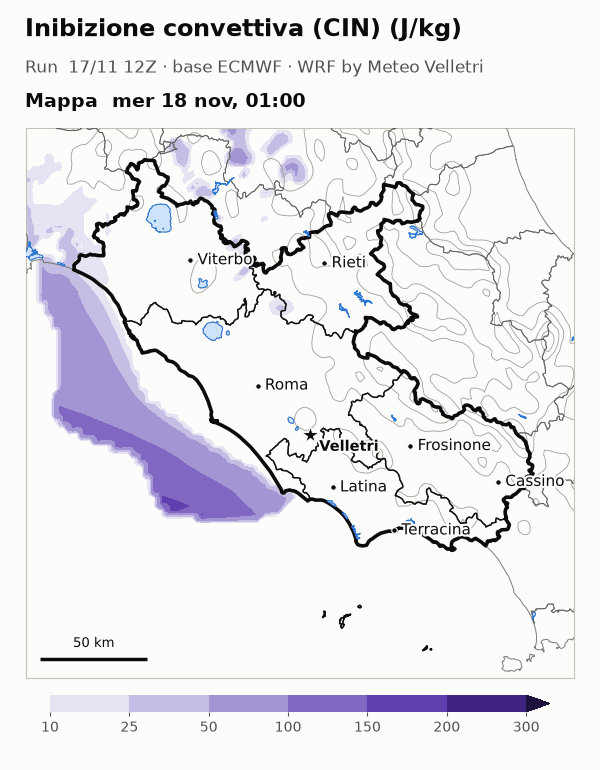 Inibizione convettiva (CIN) (J/kg)
Run 17/11 12Z · base ECMWF · WRF by Meteo Velletri
Mappa mer 18 nov, 01:00
Viterbo
Rieti
Roma
Velletri
Frosinone
Cassino
Latina
Terracina
50 km
10 25 50 100 150 200 300